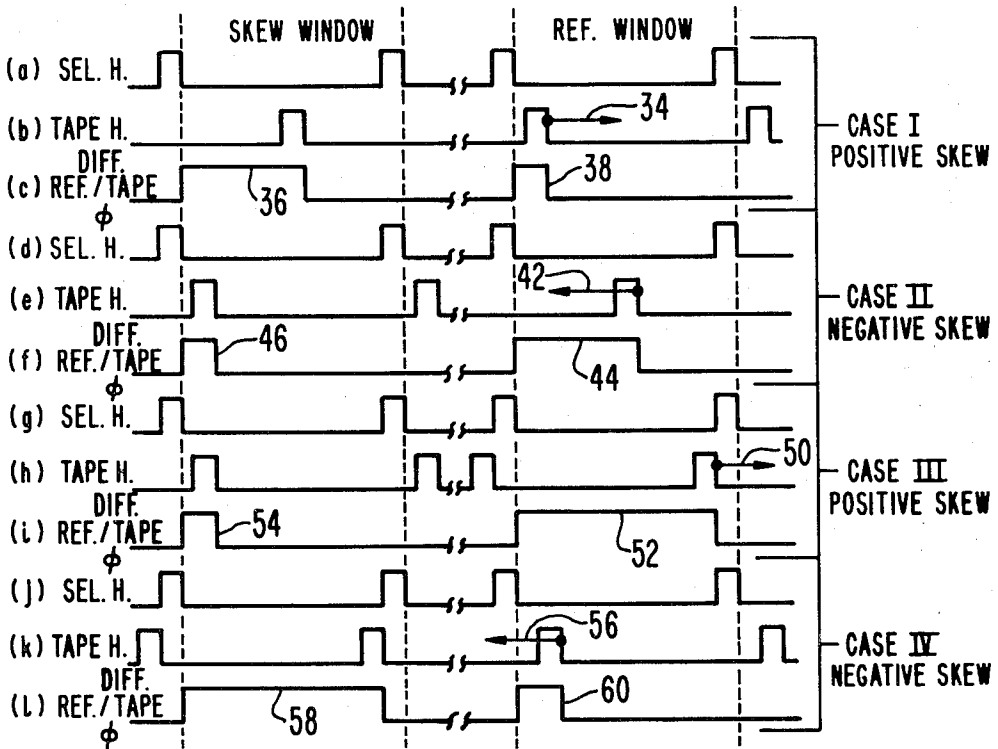 SKEW WINDOW REF. WINDOW
(a) SEL. H.
(b) TAPE H. 34
CASE I
POSITIVE SKEW
DIFF.
(c) REF./TAPE 36 38
φ
(d) SEL. H.
(e) TAPE H. 42
CASE II
NEGATIVE SKEW
DIFF.
(f) REF./TAPE 46 44
φ
(g) SEL. H.
(h) TAPE H. 50
CASE III
POSITIVE SKEW
DIFF.
(i) REF./TAPE 54 52
φ
(j) SEL. H.
(k) TAPE H. 56
CASE IV
NEGATIVE SKEW
DIFF.
(l) REF./TAPE 58 60
φ